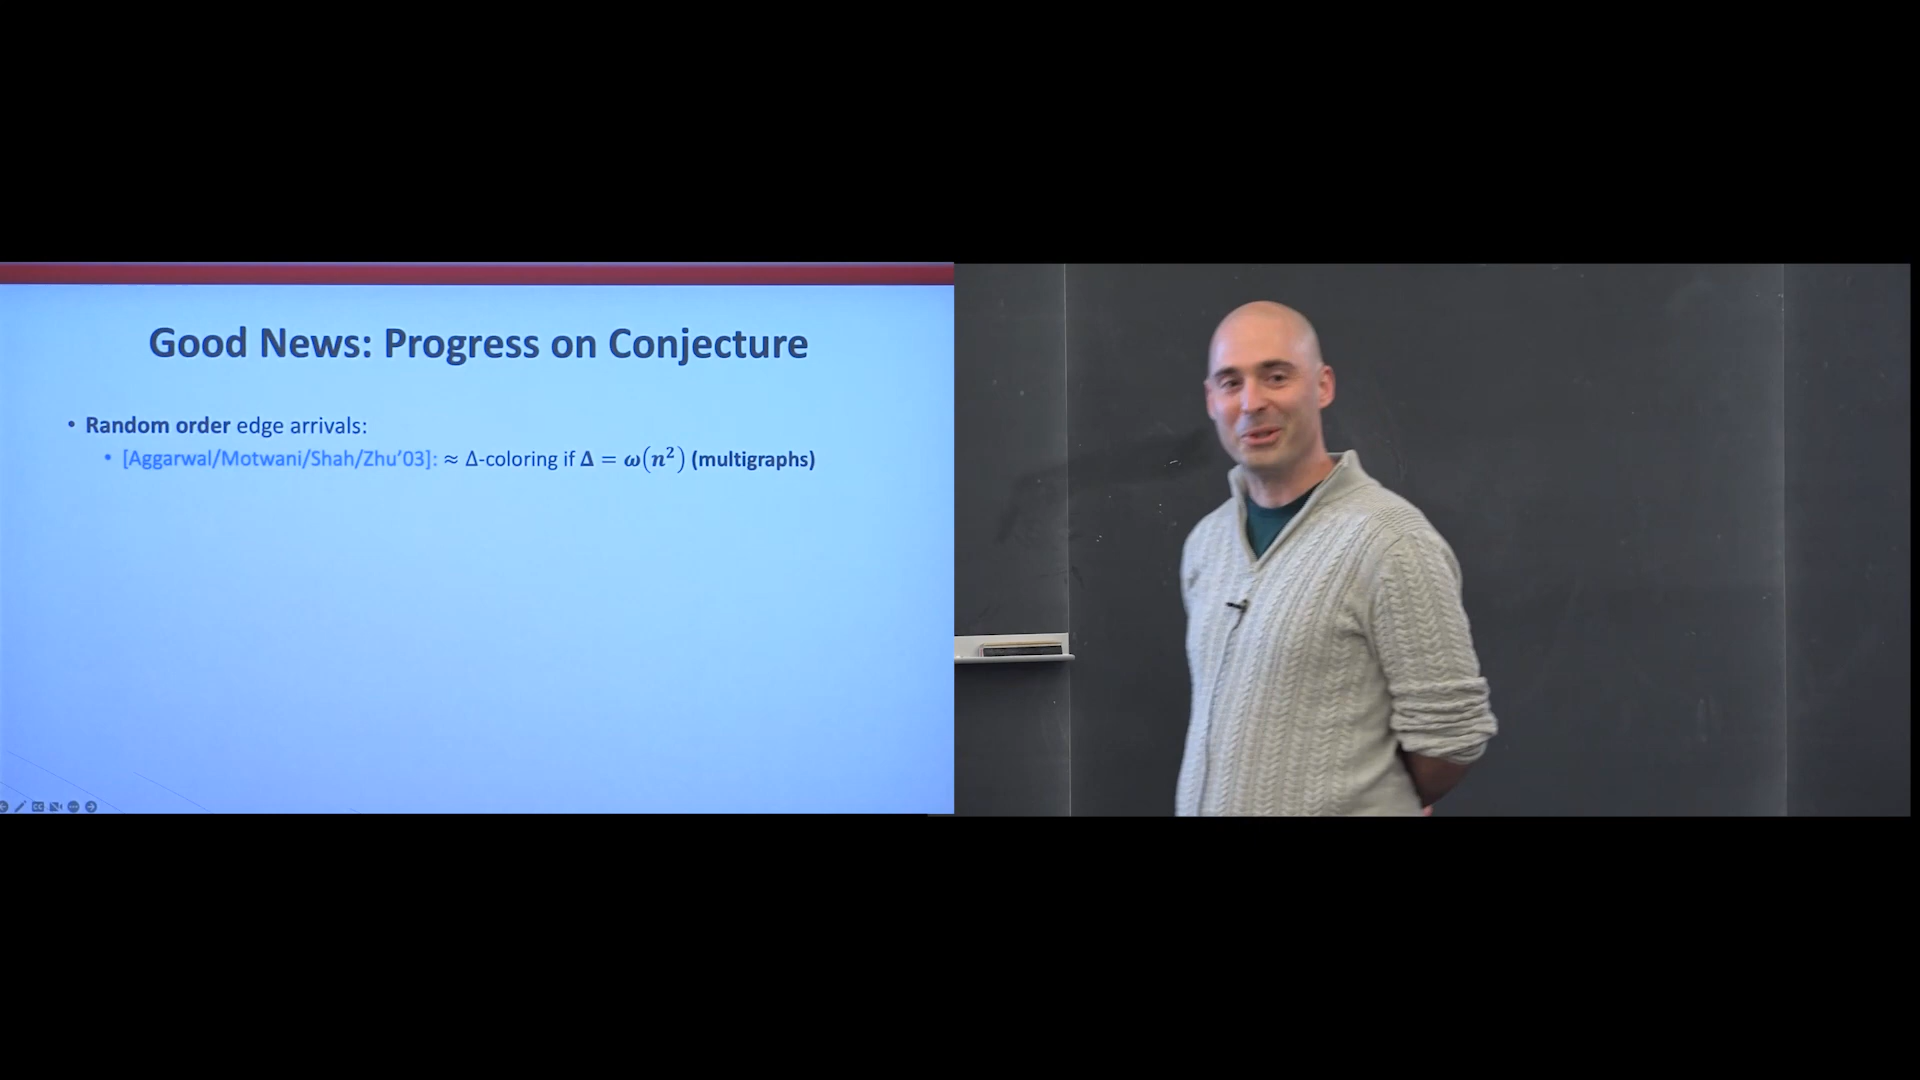 Good News: Progress on Conjecture
• Random order edge arrivals:
• [Aggarwal/Motwani/Shah/Zhu'03]: ≈ Δ-coloring if Δ = ω(n²) (multigraphs)